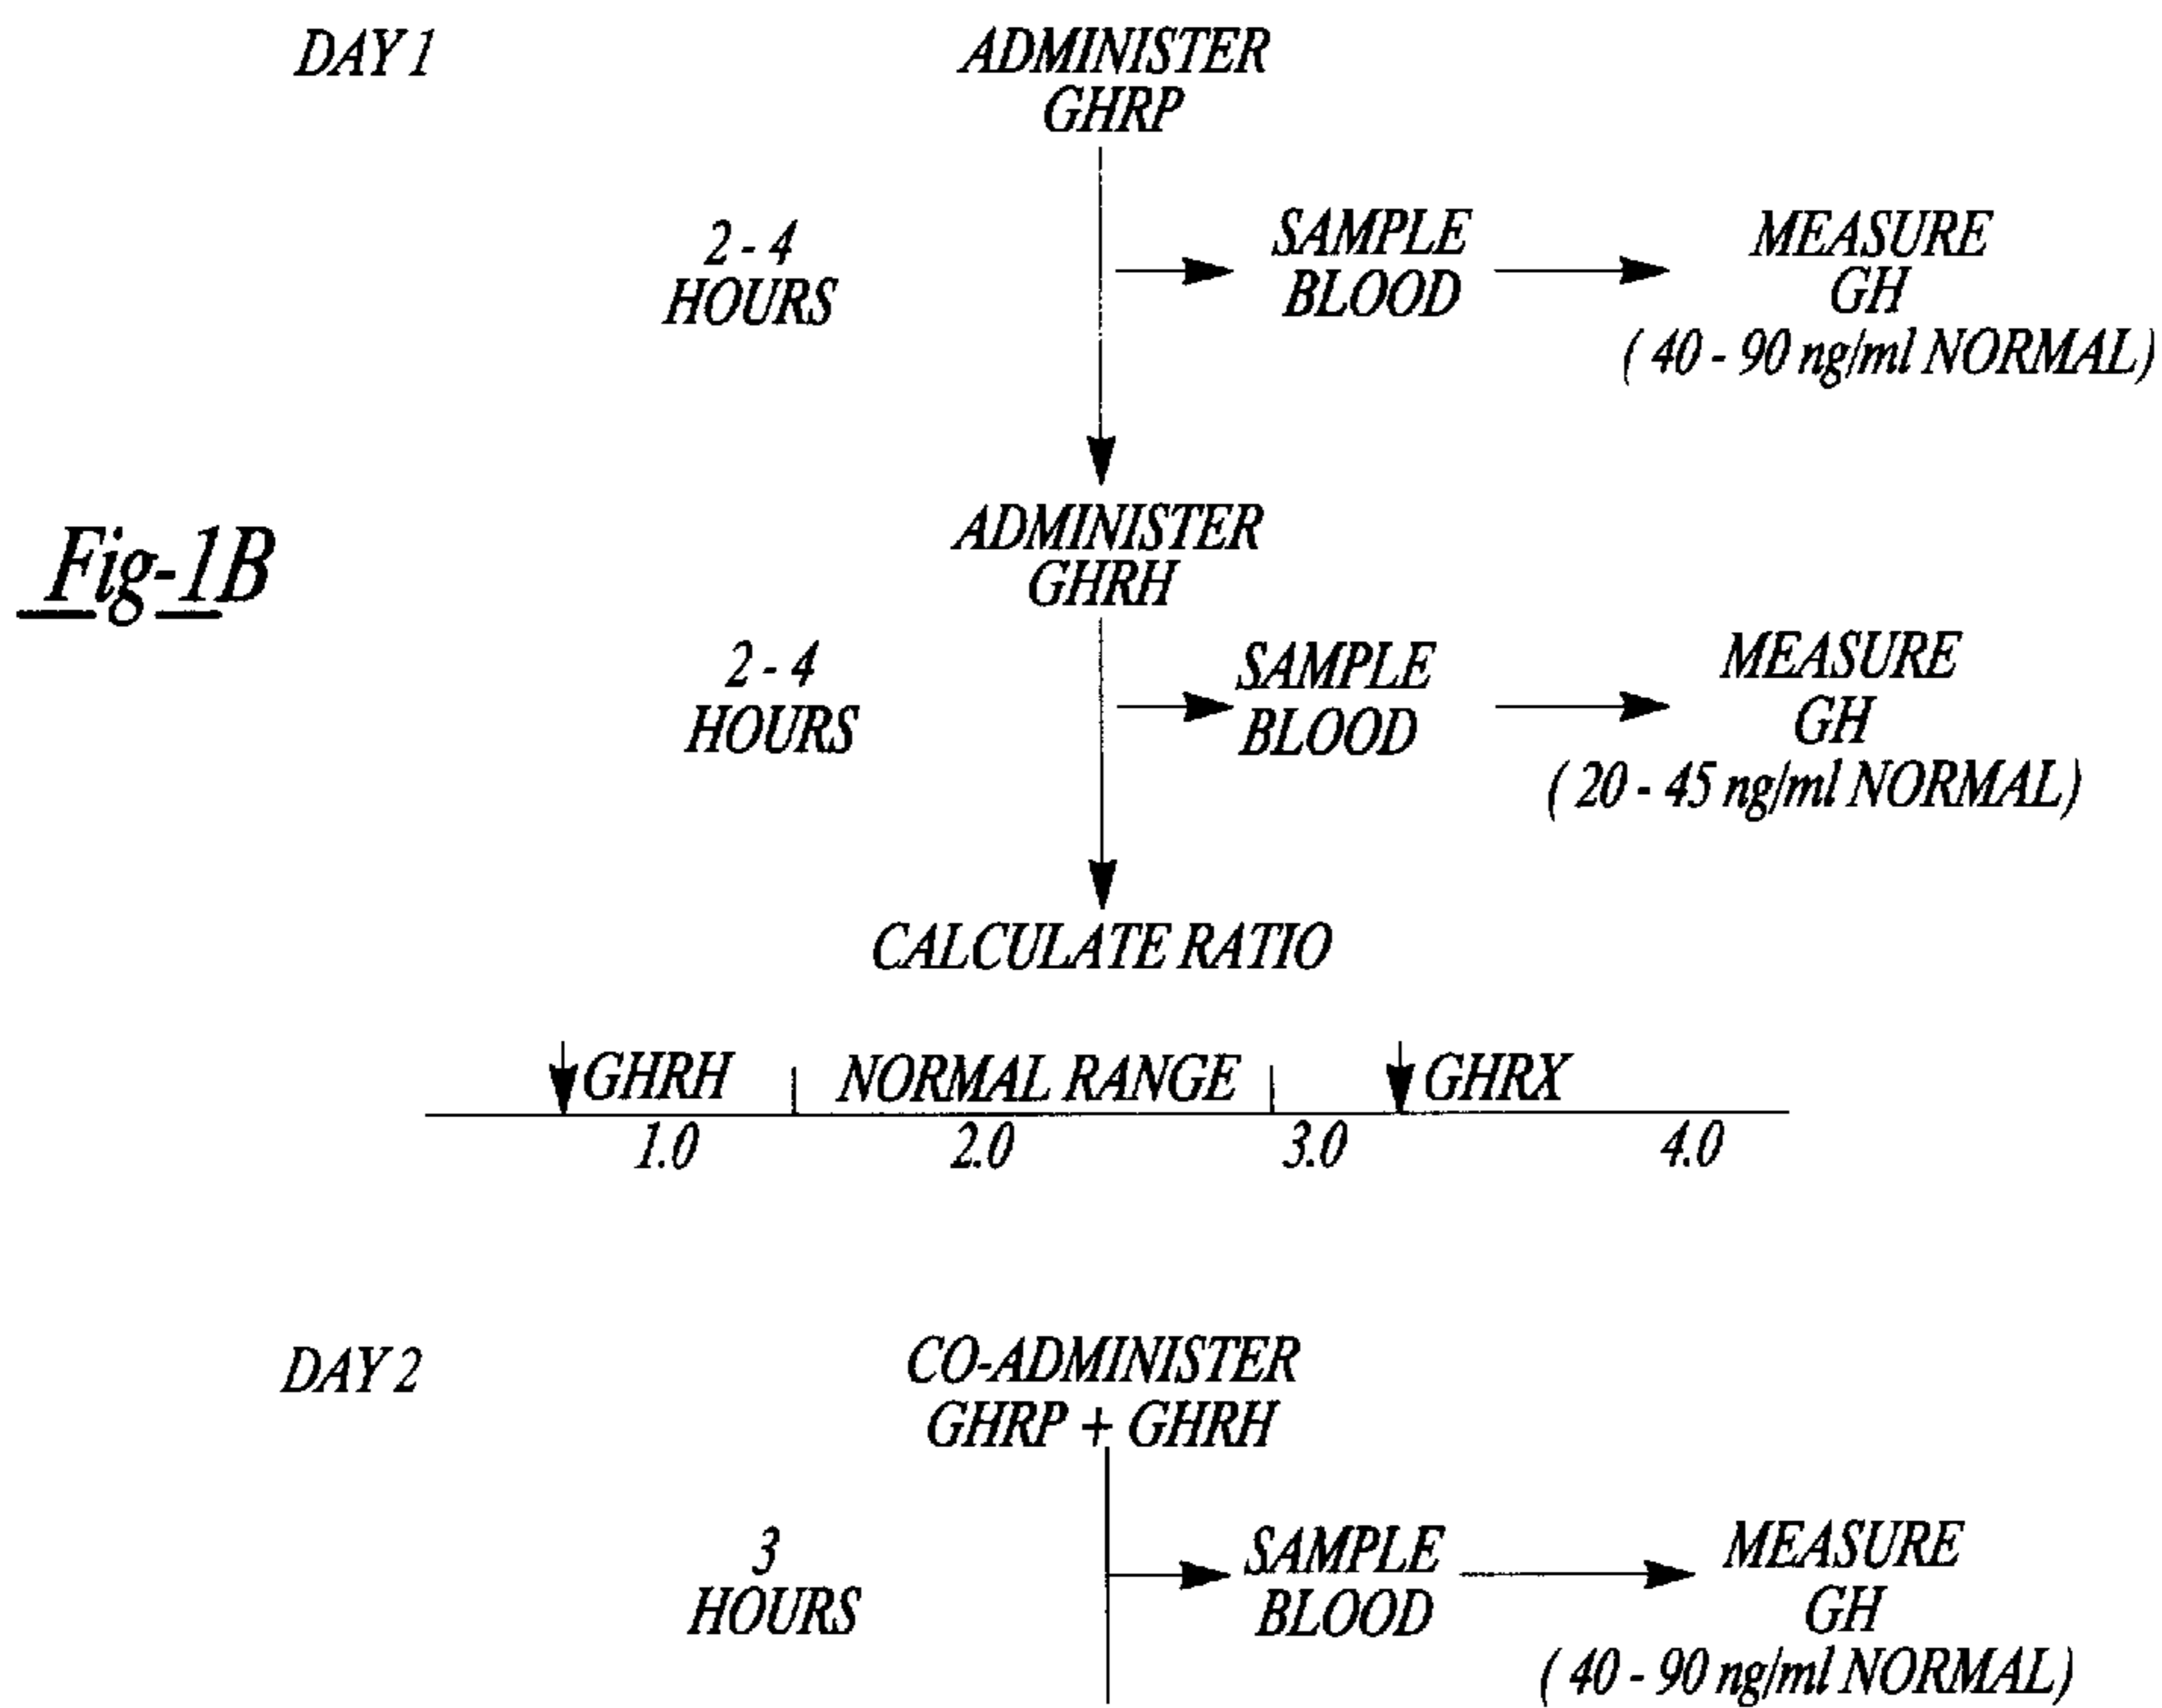 DAY 1
ADMINISTER
GHRP
2 - 4
HOURS
SAMPLE
BLOOD
MEASURE
GH
( 40 - 90 ng/ml NORMAL)
ADMINISTER
GHRH
Fig-1B
2 - 4
HOURS
SAMPLE
BLOOD
MEASURE
GH
( 20 - 45 ng/ml NORMAL)
CALCULATE RATIO
GHRH NORMAL RANGE GHRX
1.0 2.0 3.0 4.0
DAY 2
CO-ADMINISTER
GHRP + GHRH
3
HOURS
SAMPLE
BLOOD
MEASURE
GH
( 40 - 90 ng/ml NORMAL)